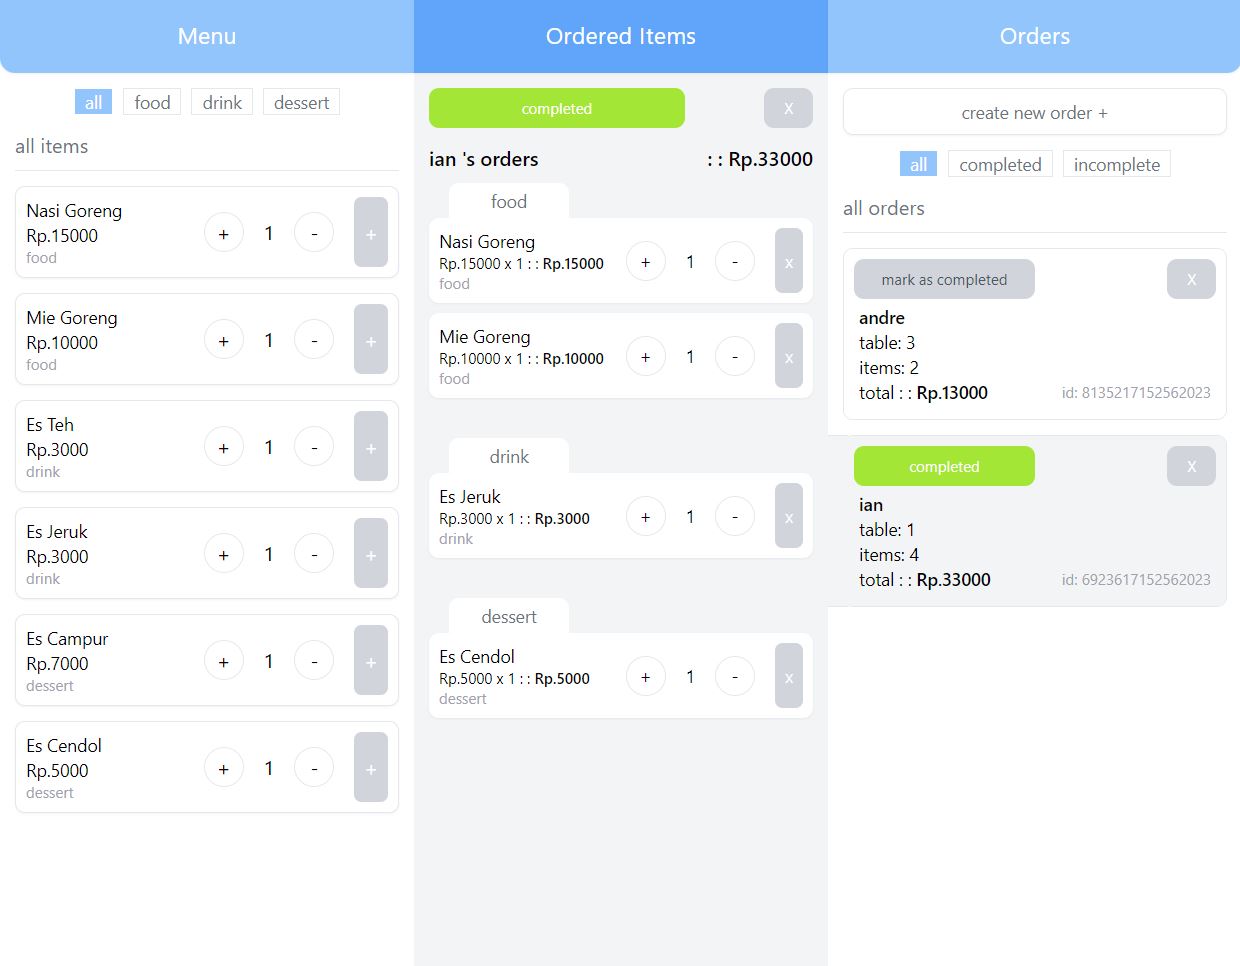 Menu
all food drink dessert
all items
Nasi Goreng
Rp.15000
food
+ 1 - +
Mie Goreng
Rp.10000
food
+ 1 - +
Es Teh
Rp.3000
drink
+ 1 - +
Es Jeruk
Rp.3000
drink
+ 1 - +
Es Campur
Rp.7000
dessert
+ 1 - +
Es Cendol
Rp.5000
dessert
+ 1 - +
Ordered Items
completed X
ian 's orders : : Rp.33000
food
Nasi Goreng
Rp.15000 x 1 : : Rp.15000
food
+ 1 - x
Mie Goreng
Rp.10000 x 1 : : Rp.10000
food
+ 1 - x
drink
Es Jeruk
Rp.3000 x 1 : : Rp.3000
drink
+ 1 - x
dessert
Es Cendol
Rp.5000 x 1 : : Rp.5000
dessert
+ 1 - x
Orders
create new order +
all completed incomplete
all orders
mark as completed X
andre
table: 3
items: 2
total : : Rp.13000 id: 8135217152562023
completed X
ian
table: 1
items: 4
total : : Rp.33000 id: 6923617152562023